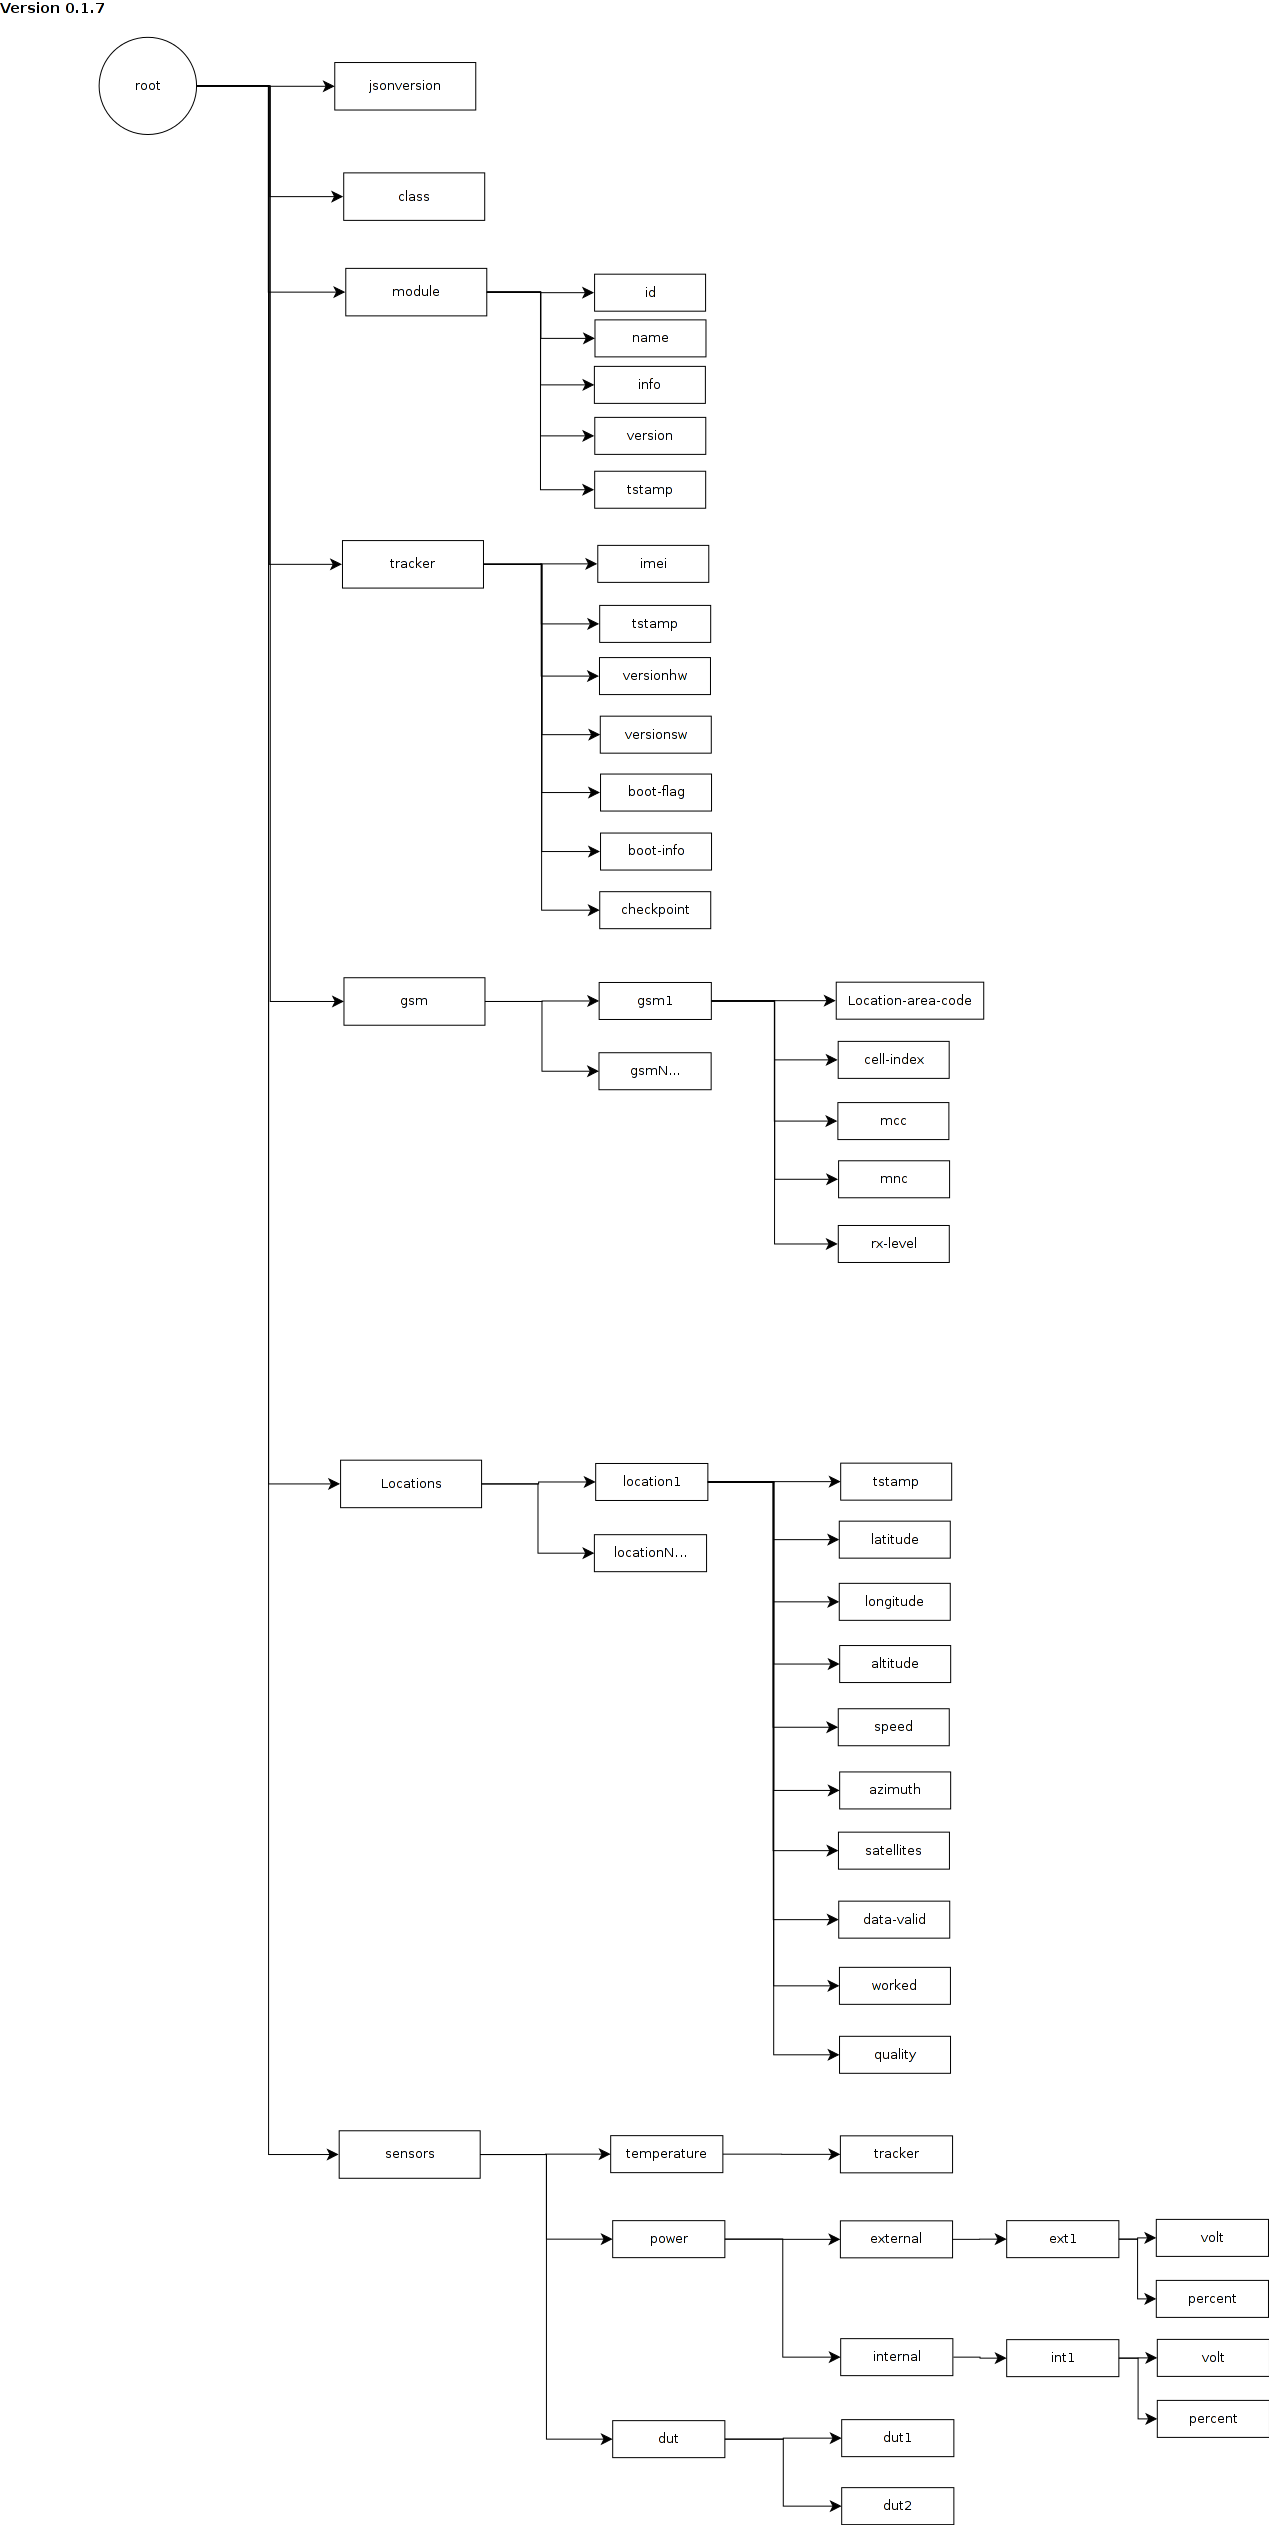 Version 0.1.7
root
jsonversion
class
module
id
name
info
version
tstamp
tracker
imei
tstamp
versionhw
versionsw
boot-flag
boot-info
checkpoint
gsm
gsm1
Location-area-code
cell-index
gsmN...
mcc
mnc
rx-level
Locations
location1
tstamp
latitude
locationN...
longitude
altitude
speed
azimuth
satellites
data-valid
worked
quality
sensors
temperature
tracker
power
external
ext1
volt
percent
internal
int1
volt
percent
dut
dut1
dut2